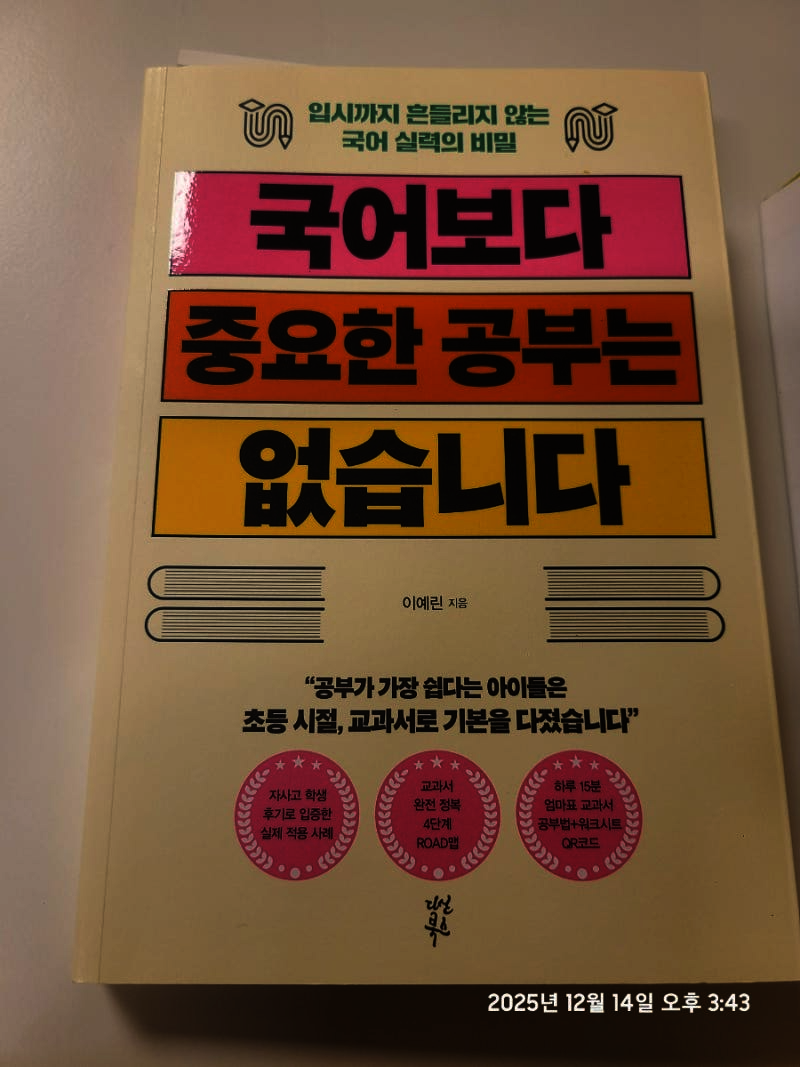 입시까지 흔들리지 않는
국어 실력의 비밀
국어보다
중요한 공부는
없습니다
이예린 지음
“공부가 가장 쉽다는 아이들은
초등 시절, 교과서로 기본을 다졌습니다”
자사고 학생
후기로 입증한
실제 적용 사례
교과서
완전 정복
4단계
ROAD맵
하루 15분
엄마표 교과서
공부법+워크시트
QR코드
다산
북스
2025년 12월 14일 오후 3:43